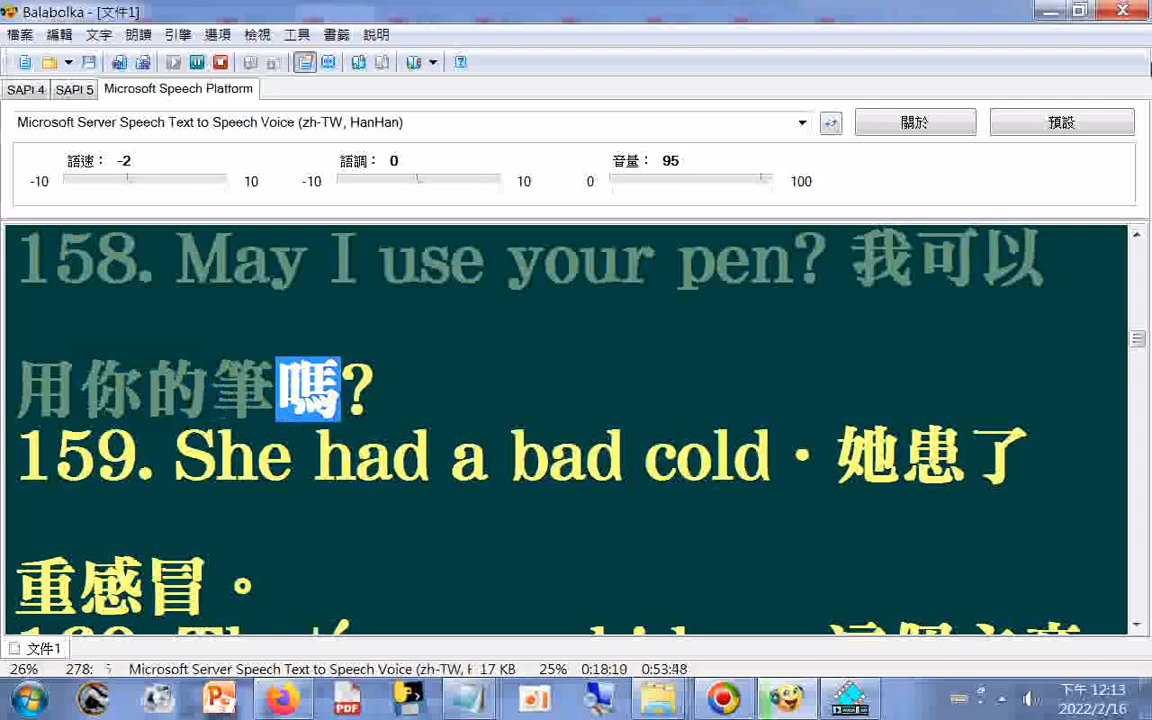 Balabolka - [文件1]
檔案 編輯 文字 朗讀 引擎 選項 檢視 工具 書籤 說明
SAPI 4 SAPI 5 Microsoft Speech Platform
Microsoft Server Speech Text to Speech Voice (zh-TW, HanHan) 關於 預設
語速： -2 語調： 0 音量： 95
-10 10 -10 10 0 100
158. May I use your pen? 我可以
用你的筆嗎?
159. She had a bad cold．她患了
重感冒。
文件1
26% 278: Microsoft Server Speech Text to Speech Voice (zh-TW, 17 KB 25% 0:18:19 0:53:48
PDF
下午 12:13
2022/2/16